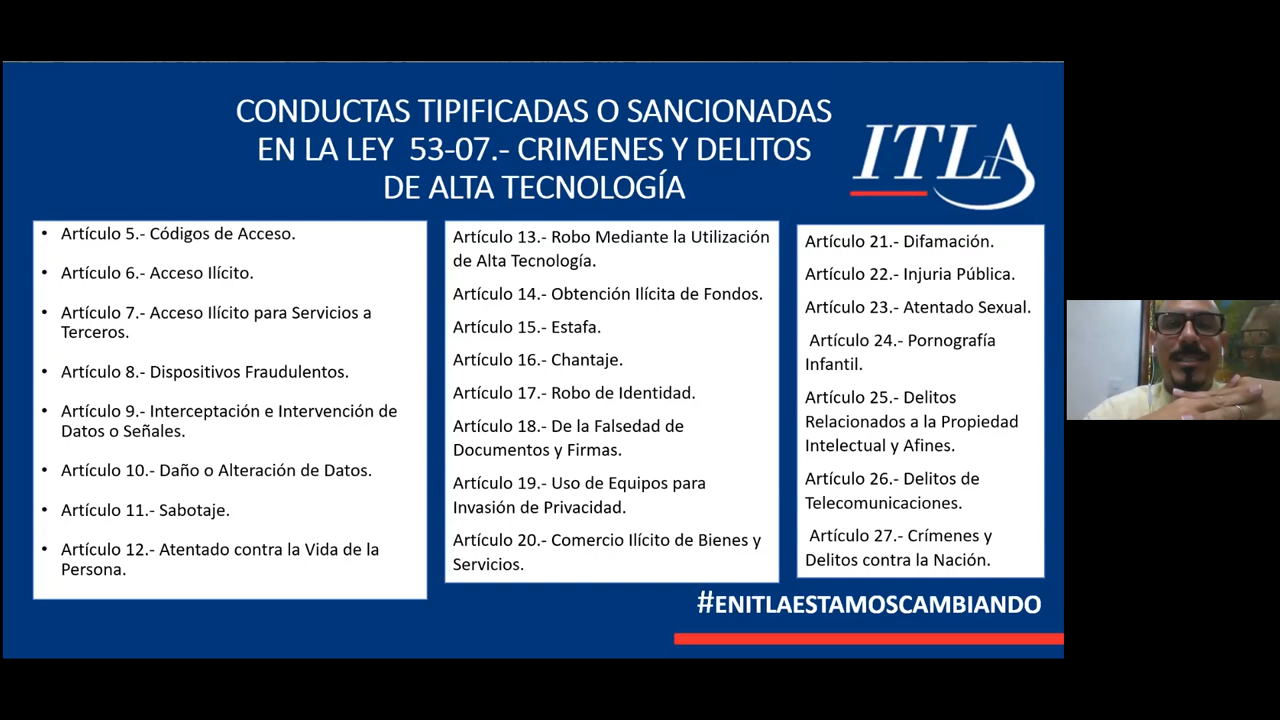 CONDUCTAS TIPIFICADAS O SANCIONADAS
EN LA LEY 53-07.- CRIMENES Y DELITOS
DE ALTA TECNOLOGÍA
ITLA
• Artículo 5.- Códigos de Acceso.
• Artículo 6.- Acceso Ilícito.
• Artículo 7.- Acceso Ilícito para Servicios a
Terceros.
• Artículo 8.- Dispositivos Fraudulentos.
• Artículo 9.- Interceptación e Intervención de
Datos o Señales.
• Artículo 10.- Daño o Alteración de Datos.
• Artículo 11.- Sabotaje.
• Artículo 12.- Atentado contra la Vida de la
Persona.
Artículo 13.- Robo Mediante la Utilización
de Alta Tecnología.
Artículo 14.- Obtención Ilícita de Fondos.
Artículo 15.- Estafa.
Artículo 16.- Chantaje.
Artículo 17.- Robo de Identidad.
Artículo 18.- De la Falsedad de
Documentos y Firmas.
Artículo 19.- Uso de Equipos para
Invasión de Privacidad.
Artículo 20.- Comercio Ilícito de Bienes y
Servicios.
Artículo 21.- Difamación.
Artículo 22.- Injuria Pública.
Artículo 23.- Atentado Sexual.
Artículo 24.- Pornografía
Infantil.
Artículo 25.- Delitos
Relacionados a la Propiedad
Intelectual y Afines.
Artículo 26.- Delitos de
Telecomunicaciones.
Artículo 27.- Crímenes y
Delitos contra la Nación.
#ENITLAESTAMOSCAMBIANDO